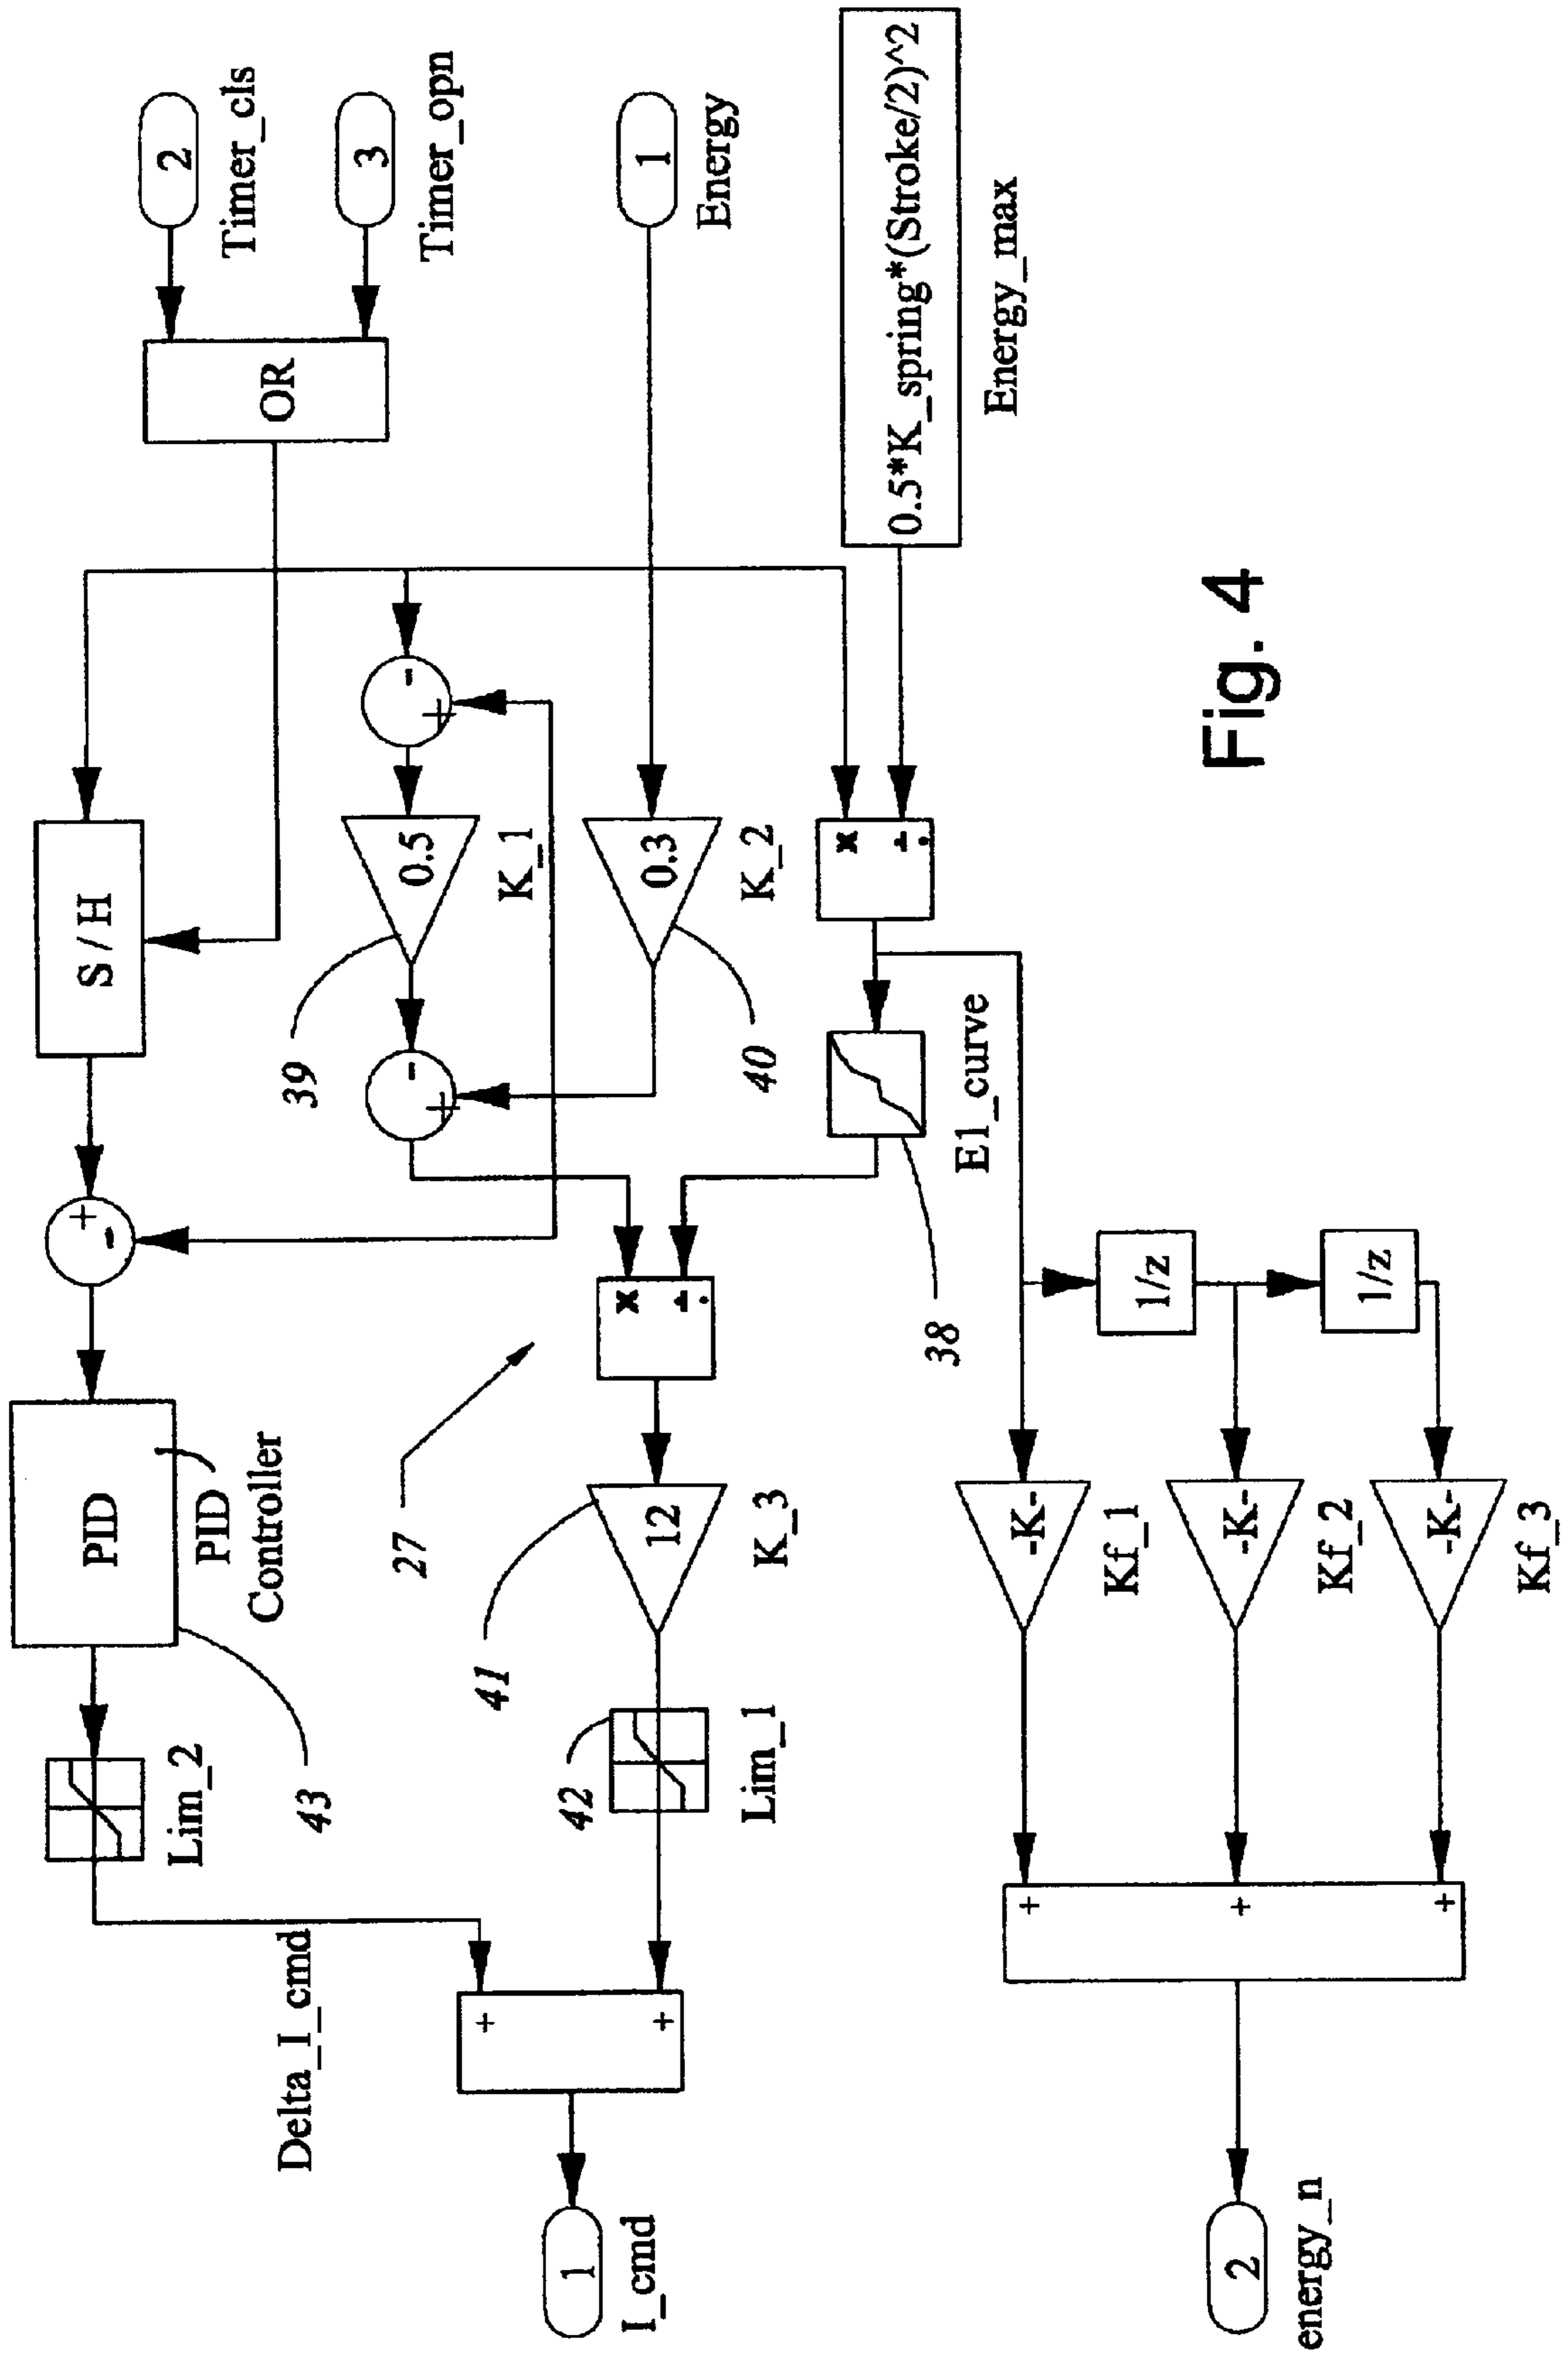 PID
S / H
+
-
2
Lim_2
PID
Controller
Timer_cls
43
Delta_I_cmd
OR
39
3
-
+
0.5
-
+
Timer_opn
27
K_1
41
+
+
1
42
12
x
÷
0.3
1
I_cmd
Lim_1
K_3
40
K_2
Energy
x
÷
0.5*K_spring*(Stroke/2)^2
38
E1_curve
Energy_max
+
+
+
-K-
Kf_1
1/z
2
-K-
energy_n
Kf_2
1/z
-K-
Kf_3
Fig. 4